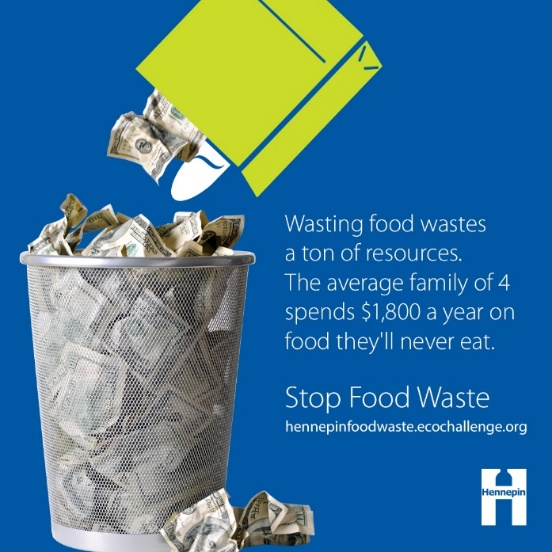 Wasting food wastes
a ton of resources.
The average family of 4
spends $1,800 a year on
food they'll never eat.
Stop Food Waste
hennepinfoodwaste.ecochallenge.org
Hennepin